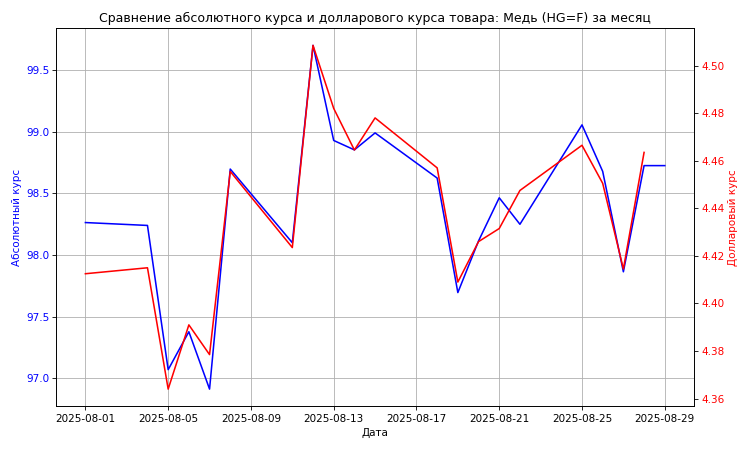 Сравнение абсолютного курса и долларового курса товара: Медь (HG=F) за месяц
Абсолютный курс
99.5
99.0
98.5
98.0
97.5
97.0
4.50
4.48
4.46
4.44
4.42
4.40
4.38
4.36
Долларовый курс
2025-08-01 2025-08-05 2025-08-09 2025-08-13 2025-08-17 2025-08-21 2025-08-25 2025-08-29
Дата